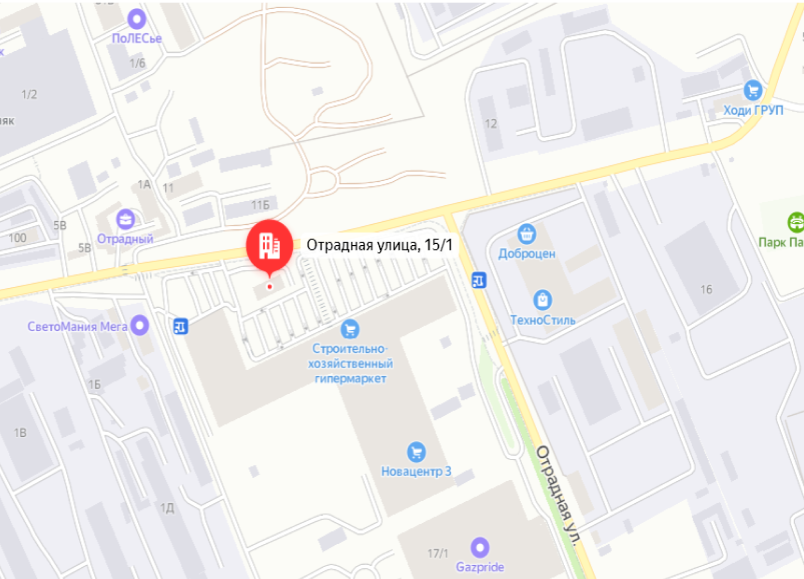 ПоЛЕСье
1/6
1/2
12
Ходи ГРУП
1А
11
11Б
5В
100
5В
Отрадный
Отрадная улица, 15/1
Доброцен
Парк Па
16
ТехноСтиль
СветоМания Мега
Строительно-
хозяйственный
гипермаркет
1Б
1В
Новацентр 3
Отрадная ул.
1Д
17/1
Gazpride